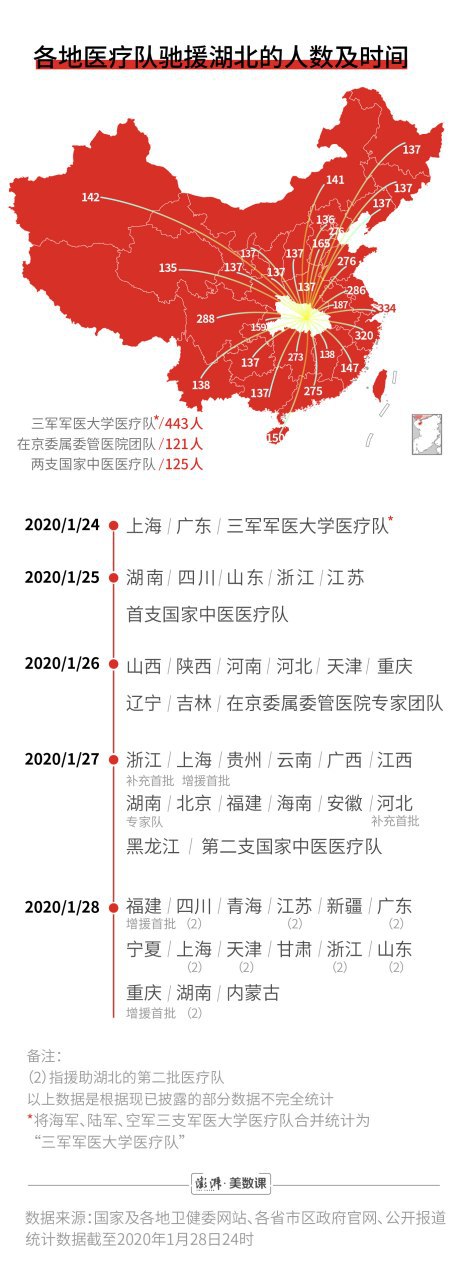 各地医疗队驰援湖北的人数及时间
137
141
137
142
137
136
276
165
137
137
276
135
137
137
137
286
187
334
288
159
320
137
273
138
147
138
137
275
150
三军军医大学医疗队*/443人
在京委属委管医院团队/121人
两支国家中医医疗队/125人
2020/1/24 上海/广东/三军军医大学医疗队*
2020/1/25 湖南/四川/山东/浙江/江苏
首支国家中医医疗队
2020/1/26 山西/陕西/河南/河北/天津/重庆
辽宁/吉林/在京委属委管医院专家团队
2020/1/27 浙江/上海/贵州/云南/广西/江西
补充首批 增援首批
湖南/北京/福建/海南/安徽/河北
专家队 补充首批
黑龙江/第二支国家中医医疗队
2020/1/28 福建/四川/青海/江苏/新疆/广东
增援首批 (2) (2) (2)
宁夏/上海/天津/甘肃/浙江/山东
(2) (2) (2) (2)
重庆/湖南/内蒙古
增援首批 (2)
备注：
(2)指援助湖北的第二批医疗队
以上数据是根据现已披露的部分数据不完全统计
*将海军、陆军、空军三支军医大学医疗队合并统计为
“三军军医大学医疗队”
澎湃·美数课
数据来源：国家及各地卫健委网站、各省市区政府官网、公开报道
统计数据截至2020年1月28日24时